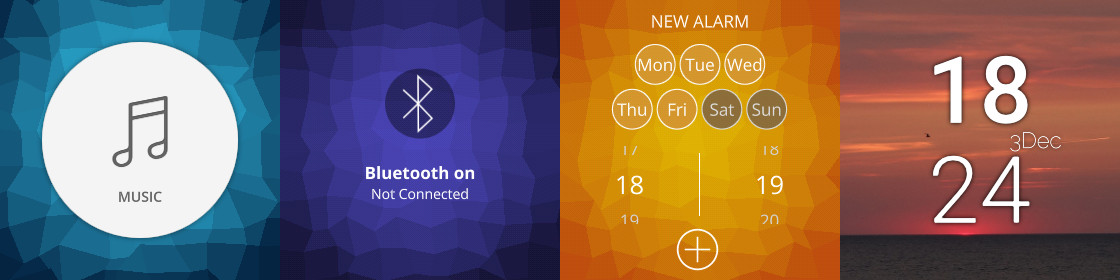 MUSIC
Bluetooth on
Not Connected
NEW ALARM
Mon Tue Wed
Thu Fri Sat Sun
17 18
18 19
19 20
18
3Dec
24